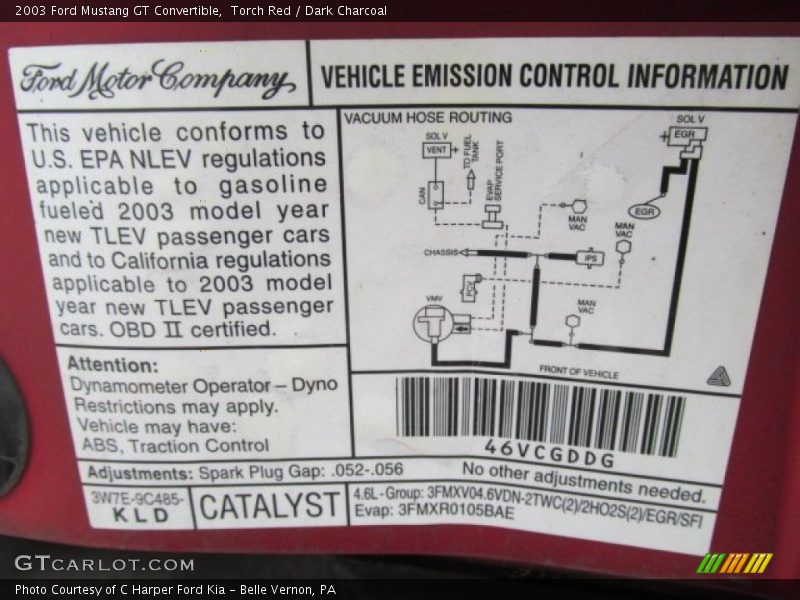 2003 Ford Mustang GT Convertible,  Torch Red / Dark Charcoal
Ford Motor Company
VEHICLE EMISSION CONTROL INFORMATION
This vehicle conforms to
U.S. EPA NLEV regulations
applicable to gasoline
fueled 2003 model year
new TLEV passenger cars
and to California regulations
applicable to 2003 model
year new TLEV passenger
cars. OBD II certified.
VACUUM HOSE ROUTING
SOL V
VENT
+
TO FUEL
TANK
EVAP
SERVICE PORT
CAN
SOL V
+
EGR
EGR
MAN
VAC
MAN
VAC
CHASSIS
IPS
PCV
VMV
MAN
VAC
FRONT OF VEHICLE
Attention:
Dynamometer Operator – Dyno
Restrictions may apply.
Vehicle may have:
ABS, Traction Control
46VCGDDG
Adjustments: Spark Plug Gap: .052-.056
No other adjustments needed.
3W7E-9C485-
KLD
CATALYST
4.6L - Group: 3FMXV04.6VDN-2TWC(2)/2HO2S(2)/EGR/SFI
Evap: 3FMXR0105BAE
GTCARLOT.COM
Photo Courtesy of C Harper Ford Kia – Belle Vernon, PA